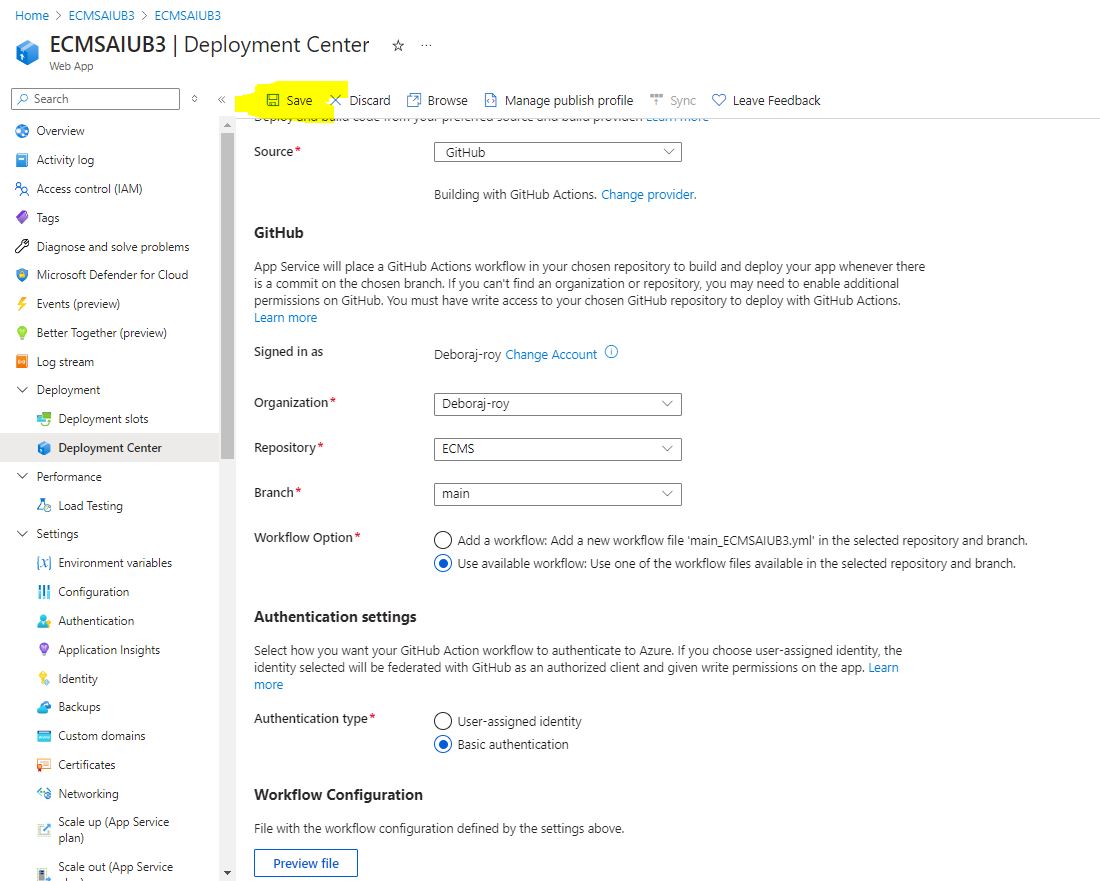 Home > ECMSAIUB3 > ECMSAIUB3
ECMSAIUB3 | Deployment Center ☆ ...
Web App
Search
«
Save
Discard
Browse
Manage publish profile
Sync
Leave Feedback
Overview
Activity log
Access control (IAM)
Tags
Diagnose and solve problems
Microsoft Defender for Cloud
Events (preview)
Better Together (preview)
Log stream
Deployment
Deployment slots
Deployment Center
Performance
Load Testing
Settings
Environment variables
Configuration
Authentication
Application Insights
Identity
Backups
Custom domains
Certificates
Networking
Scale up (App Service
plan)
Scale out (App Service
Deploy and build code from your preferred source and build provider. Learn more
Source*
GitHub
Building with GitHub Actions. Change provider.
GitHub
App Service will place a GitHub Actions workflow in your chosen repository to build and deploy your app whenever there
is a commit on the chosen branch. If you can't find an organization or repository, you may need to enable additional
permissions on GitHub. You must have write access to your chosen GitHub repository to deploy with GitHub Actions.
Learn more
Signed in as
Deboraj-roy Change Account
Organization*
Deboraj-roy
Repository*
ECMS
Branch*
main
Workflow Option*
Add a workflow: Add a new workflow file 'main_ECMSAIUB3.yml' in the selected repository and branch.
Use available workflow: Use one of the workflow files available in the selected repository and branch.
Authentication settings
Select how you want your GitHub Action workflow to authenticate to Azure. If you choose user-assigned identity, the
identity selected will be federated with GitHub as an authorized client and given write permissions on the app. Learn
more
Authentication type*
User-assigned identity
Basic authentication
Workflow Configuration
File with the workflow configuration defined by the settings above.
Preview file